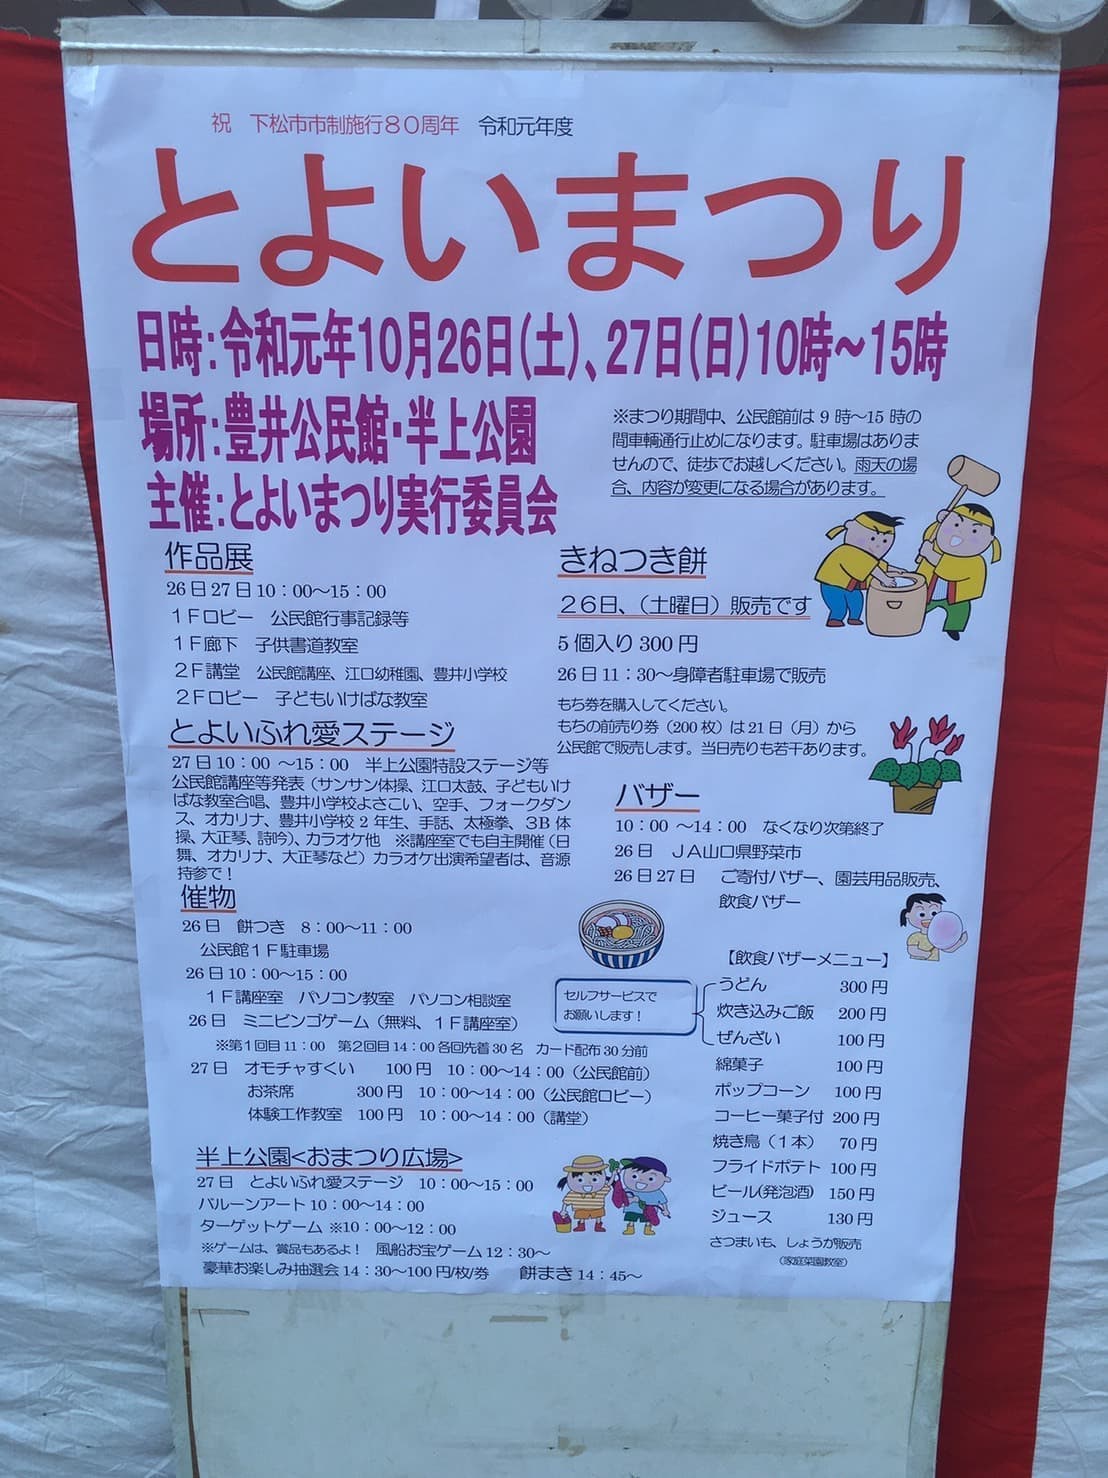 祝 下松市市制施行80周年 令和元年度
とよいまつり
日時:令和元年10月26日(土)、27日(日)10時～15時
場所:豊井公民館・半上公園
主催:とよいまつり実行委員会
※まつり期間中、公民館前は9時～15時の
間車輌通行止めになります。駐車場はありま
せんので、徒歩でお越しください。雨天の場
合、内容が変更になる場合があります。
作品展
26日27日10：00～15：00
１Ｆロビー 公民館行事記録等
１Ｆ廊下 子供書道教室
２Ｆ講堂 公民館講座、江口幼稚園、豊井小学校
２Ｆロビー 子どもいけばな教室
とよいふれ愛ステージ
27日10：00 ～15：00 半上公園特設ステージ等
公民館講座等発表（サンサン体操、江口太鼓、子どもいけ
ばな教室合唱、豊井小学校よさこい、空手、フォークダン
ス、オカリナ、豊井小学校2年生、手話、太極拳、3B体
操、大正琴、詩吟）、カラオケ他 ※講座室でも自主開催（日
舞、オカリナ、大正琴など）カラオケ出演希望者は、音源
持参で！
催物
26日 餅つき 8：00～11：00
公民館１Ｆ駐車場
26日10：00～15：00
１Ｆ講座室 パソコン教室 パソコン相談室
26日 ミニビンゴゲーム（無料、１Ｆ講座室）
※第1回目11：00 第2回目14：00各回先着30名 カード配布30分前
27日 オモチャすくい 100円 10：00～14：00（公民館前）
お茶席 300円 10：00～14：00（公民館ロビー）
体験工作教室 100円 10：00～14：00（講堂）
半上公園<おまつり広場>
27日 とよいふれ愛ステージ 10：00～15：00
バルーンアート10：00～14：00
ターゲットゲーム※10：00～12：00
※ゲームは、賞品もあるよ！ 風船お宝ゲーム12：30～
豪華お楽しみ抽選会14：30～100円/枚/券 餅まき14：45～
きねつき餅
２６日、（土曜日）販売です
5個入り300円
26日11：30～身障者駐車場で販売
もち券を購入してください。
もちの前売り券（200枚）は21日（月）から
公民館で販売します。当日売りも若干あります。
バザー
10：00 ～14：00 なくなり次第終了
26日 ＪＡ山口県野菜市
26日27日 ご寄付バザー、園芸用品販売、
飲食バザー
【飲食バザーメニュー】
セルフサービスで
お願いします！
うどん 300円
炊き込みご飯 200円
ぜんざい 100円
綿菓子 100円
ポップコーン 100円
コーヒー菓子付 200円
焼き鳥（１本） 70円
フライドポテト 100円
ビール(発泡酒) 150円
ジュース 130円
さつまいも、しょうが販売
（家庭菜園教室）